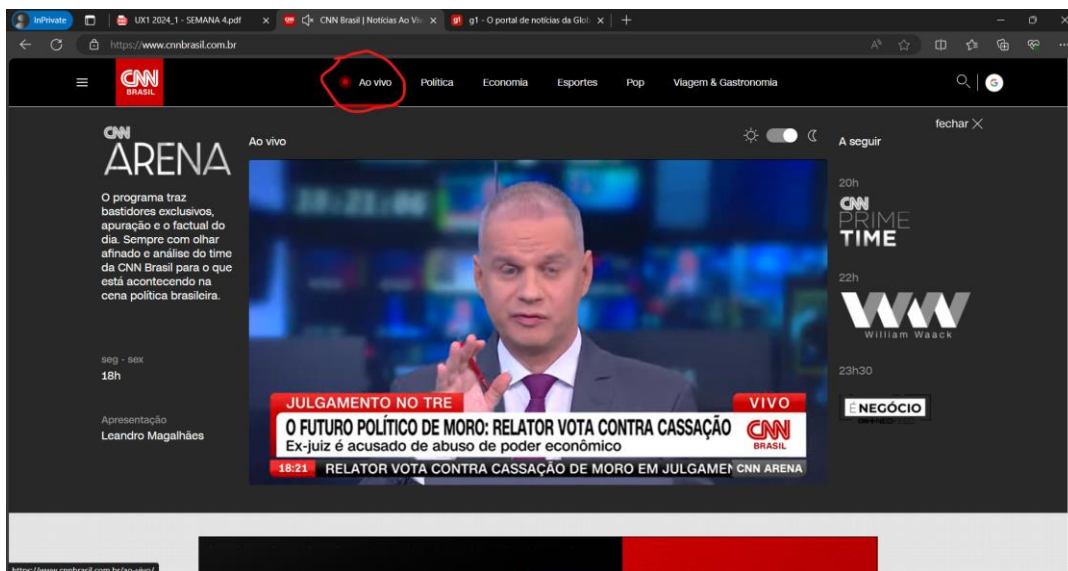 InPrivate
UX1 2024_1 - SEMANA 4.pdf
CNN Brasil | Notícias Ao Viv
g1
g1 - O portal de notícias da Glob
https://www.cnnbrasil.com.br
CNN
BRASIL
Ao vivo
Política
Economia
Esportes
Pop
Viagem & Gastronomia
G
fechar
CNN
ARENA
O programa traz
bastidores exclusivos,
apuração e o factual do
dia. Sempre com olhar
afinado e análise do time
da CNN Brasil para o que
está acontecendo na
cena política brasileira.
seg - sex
18h
Apresentação
Leandro Magalhães
Ao vivo
18:21
JULGAMENTO NO TRE
VIVO
O FUTURO POLÍTICO DE MORO: RELATOR VOTA CONTRA CASSAÇÃO
Ex-juiz é acusado de abuso de poder econômico
CNN
BRASIL
18:21
RELATOR VOTA CONTRA CASSAÇÃO DE MORO EM JULGAMEN
CNN ARENA
A seguir
20h
CNN
PRIME
TIME
22h
WW
William Waack
23h30
É NEGÓCIO
https://www.cnnbrasil.com.br/ao-vivo/